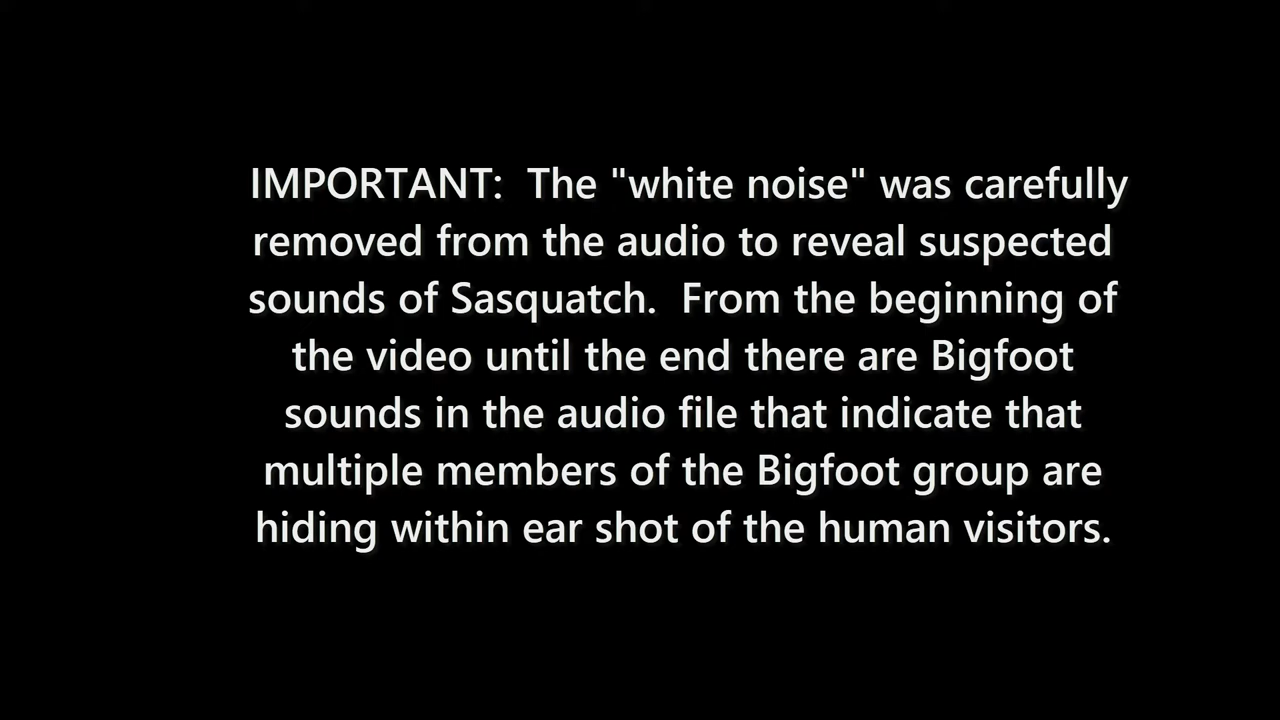 IMPORTANT:  The "white noise" was carefully
removed from the audio to reveal suspected
sounds of Sasquatch.  From the beginning of
the video until the end there are Bigfoot
sounds in the audio file that indicate that
multiple members of the Bigfoot group are
hiding within ear shot of the human visitors.